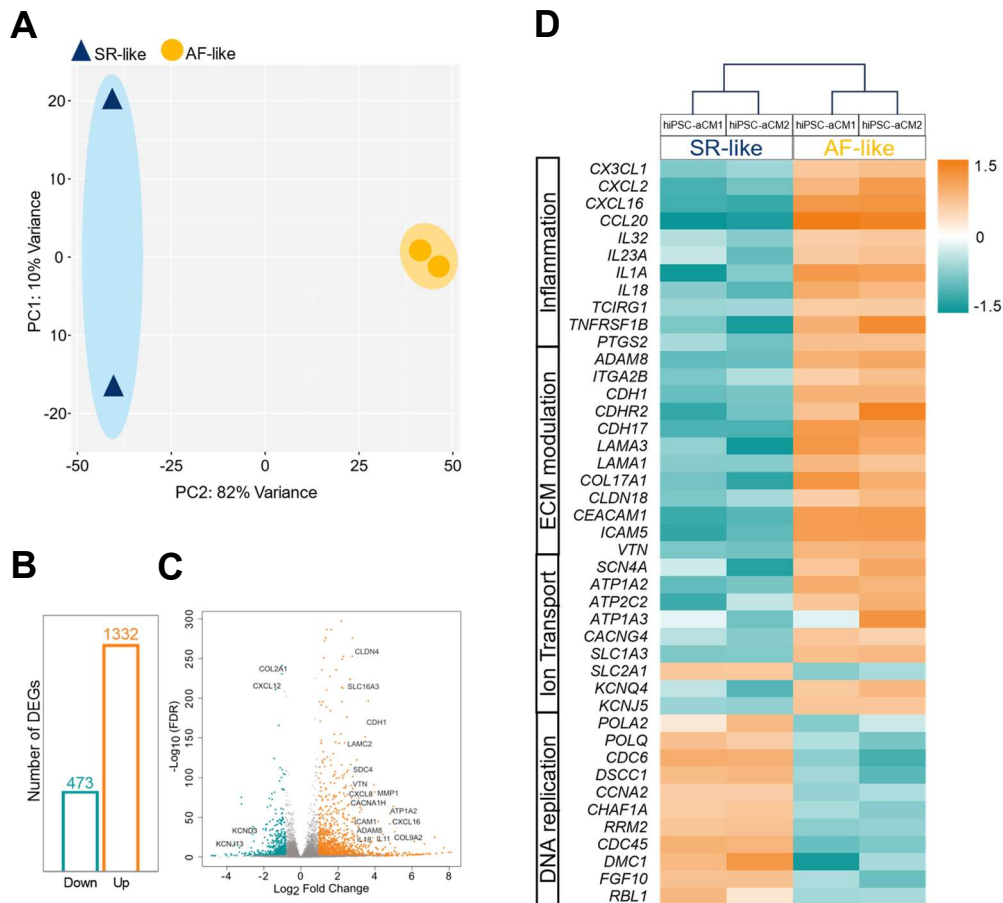 A
SR-like AF-like
20
10
0
10
-20
-50 -25 0 25 50
PC1: 10% Variance
PC2: 82% Variance
B
Number of DEGs
1332
473
Down Up
C
-Log10 (FDR)
300
250
200
150
100
50
0
-4 -2 0 2 4 6 8
Log2 Fold Change
CLDN4
COL2A1
CXCL12
SLC16A3
CDH1
LAMC2
SDC4
VTN
CXCL8 MMP1
CACNA1H
ATP1A2
ICAM1 CXCL16
ADAM8
IL18 IL11 COL9A2
KCND3
KCNJ13
D
hiPSC-aCM1 hiPSC-aCM2 hiPSC-aCM1 hiPSC-aCM2
SR-like AF-like
1.5
0
-1.5
Inflammation
CX3CL1
CXCL2
CXCL16
CCL20
IL32
IL23A
IL1A
IL18
TCIRG1
TNFRSF1B
PTGS2
ECM modulation
ADAM8
ITGA2B
CDH1
CDHR2
CDH17
LAMA3
LAMA1
COL17A1
CLDN18
CEACAM1
ICAM5
VTN
Ion Transport
SCN4A
ATP1A2
ATP2C2
ATP1A3
CACNG4
SLC1A3
SLC2A1
KCNQ4
KCNJ5
DNA replication
POLA2
POLQ
CDC6
DSCC1
CCNA2
CHAF1A
RRM2
CDC45
DMC1
FGF10
RBL1